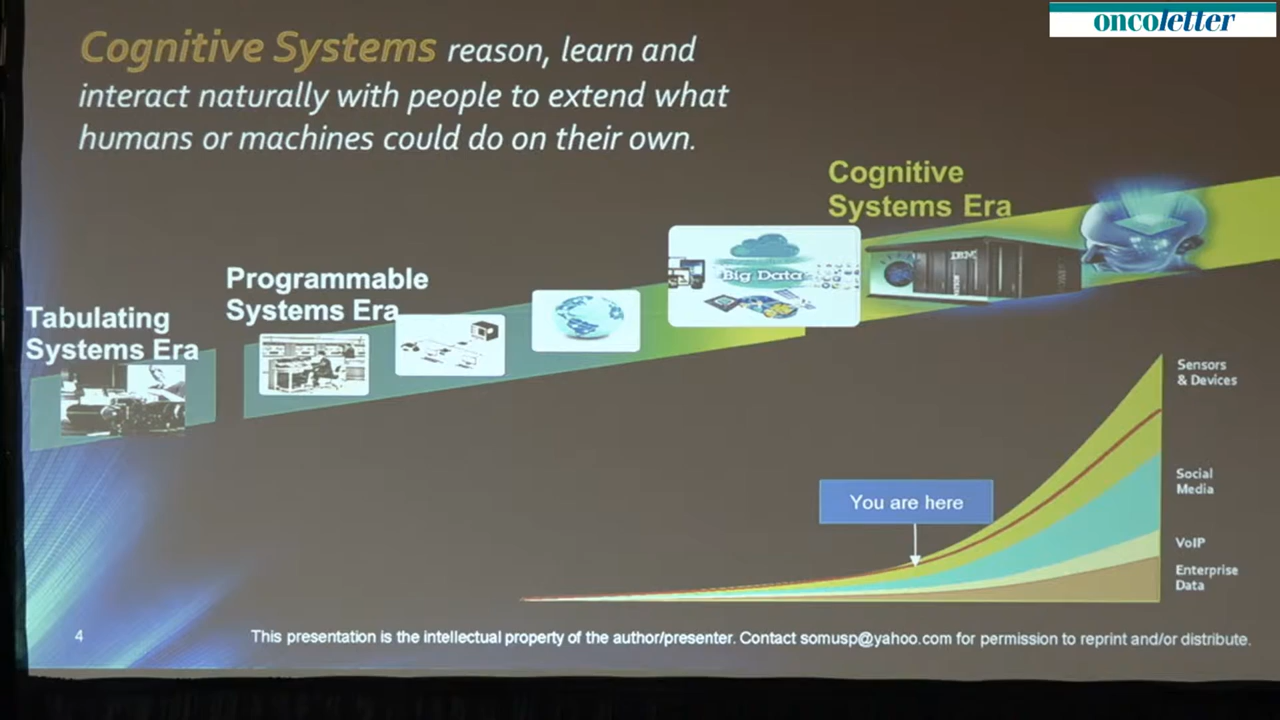 oncoletter
Cognitive Systems reason, learn and
interact naturally with people to extend what
humans or machines could do on their own.
Cognitive
Systems Era
Programmable
Systems Era
Tabulating
Systems Era
Big Data
IBM
Sensors
& Devices
You are here
Social
Media
VoIP
Enterprise
Data
4
This presentation is the intellectual property of the author/presenter. Contact somusp@yahoo.com for permission to reprint and/or distribute.